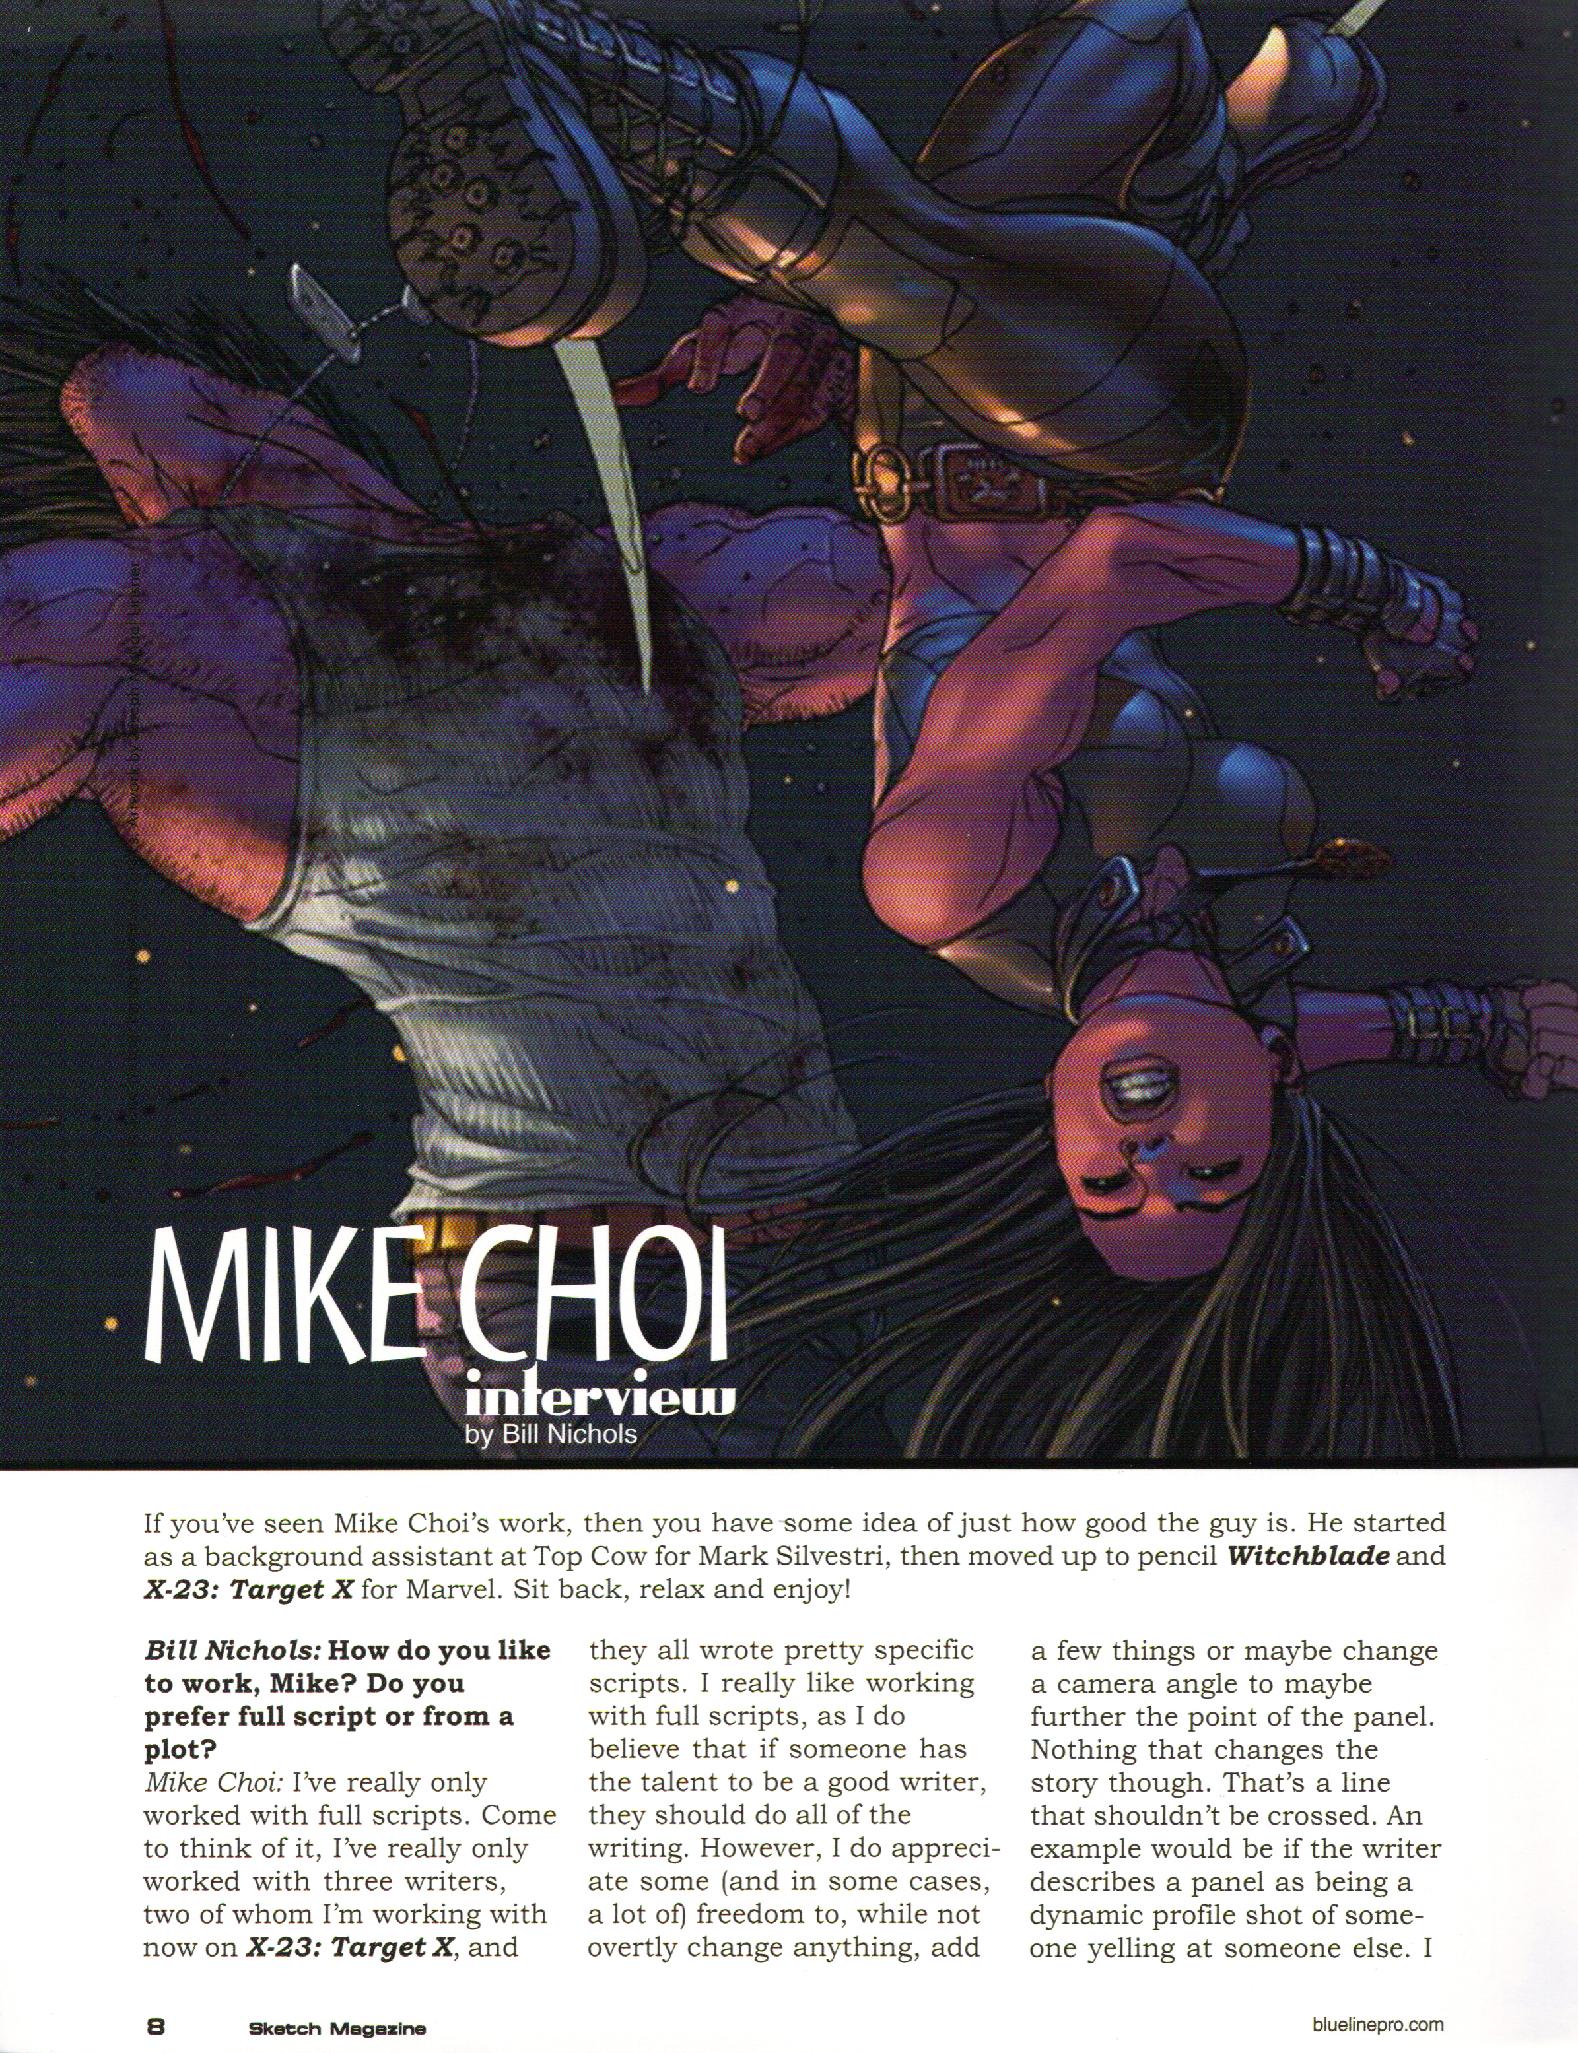 MIKE CHOI
interview
by Bill Nichols
If you've seen Mike Choi's work, then you have some idea of just how good the guy is. He started
as a background assistant at Top Cow for Mark Silvestri, then moved up to pencil Witchblade and
X-23: Target X for Marvel. Sit back, relax and enjoy!
Bill Nichols: How do you like
to work, Mike? Do you
prefer full script or from a
plot?
Mike Choi: I've really only
worked with full scripts. Come
to think of it, I've really only
worked with three writers,
two of whom I'm working with
now on X-23: Target X, and
they all wrote pretty specific
scripts. I really like working
with full scripts, as I do
believe that if someone has
the talent to be a good writer,
they should do all of the
writing. However, I do appreci-
ate some (and in some cases,
a lot of) freedom to, while not
overtly change anything, add
a few things or maybe change
a camera angle to maybe
further the point of the panel.
Nothing that changes the
story though. That's a line
that shouldn't be crossed. An
example would be if the writer
describes a panel as being a
dynamic profile shot of some-
one yelling at someone else. I
8 Sketch Magazine
bluelinepro.com
Artwork by